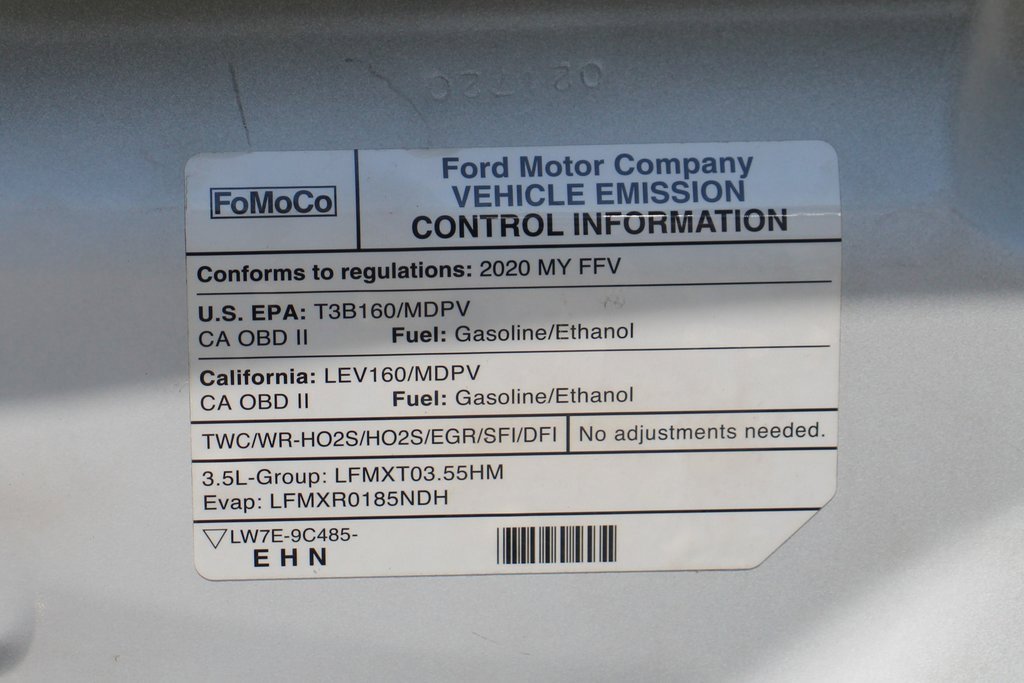 FoMoCo
Ford Motor Company
VEHICLE EMISSION
CONTROL INFORMATION
Conforms to regulations: 2020 MY FFV
U.S. EPA: T3B160/MDPV
CA OBD II Fuel: Gasoline/Ethanol
California: LEV160/MDPV
CA OBD II Fuel: Gasoline/Ethanol
TWC/WR-HO2S/HO2S/EGR/SFI/DFI No adjustments needed.
3.5L-Group: LFMXT03.55HM
Evap: LFMXR0185NDH
LW7E-9C485-
EHN